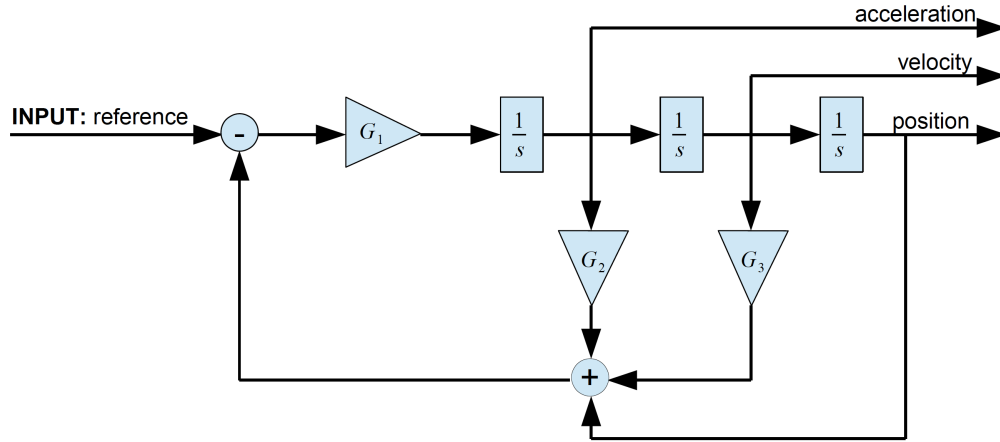 acceleration
velocity
INPUT: reference
-
G₁
1/s
1/s
1/s
position
G₂
G₃
+